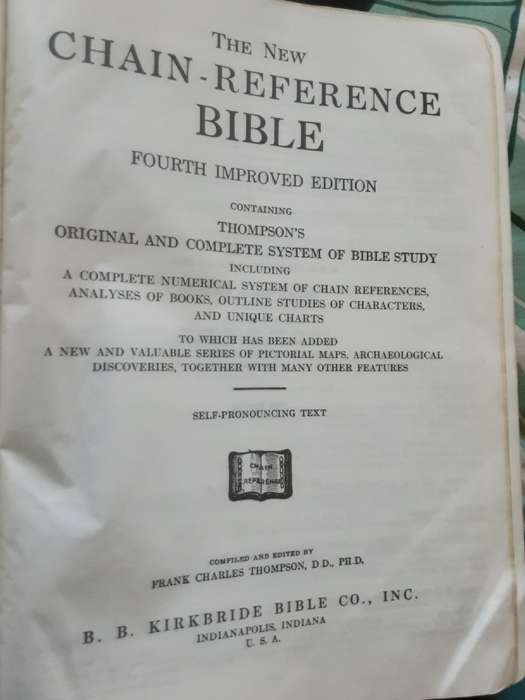 THE NEW
CHAIN-REFERENCE
BIBLE
FOURTH IMPROVED EDITION
CONTAINING
THOMPSON'S
ORIGINAL AND COMPLETE SYSTEM OF BIBLE STUDY
INCLUDING
A COMPLETE NUMERICAL SYSTEM OF CHAIN REFERENCES,
ANALYSES OF BOOKS, OUTLINE STUDIES OF CHARACTERS,
AND UNIQUE CHARTS
TO WHICH HAS BEEN ADDED
A NEW AND VALUABLE SERIES OF PICTORIAL MAPS, ARCHAEOLOGICAL
DISCOVERIES, TOGETHER WITH MANY OTHER FEATURES
SELF-PRONOUNCING TEXT
CHAIN
REFERENCE
COMPILED AND EDITED BY
FRANK CHARLES THOMPSON, D.D., PH.D.
B. B. KIRKBRIDE BIBLE CO., INC.
INDIANAPOLIS, INDIANA
U. S. A.